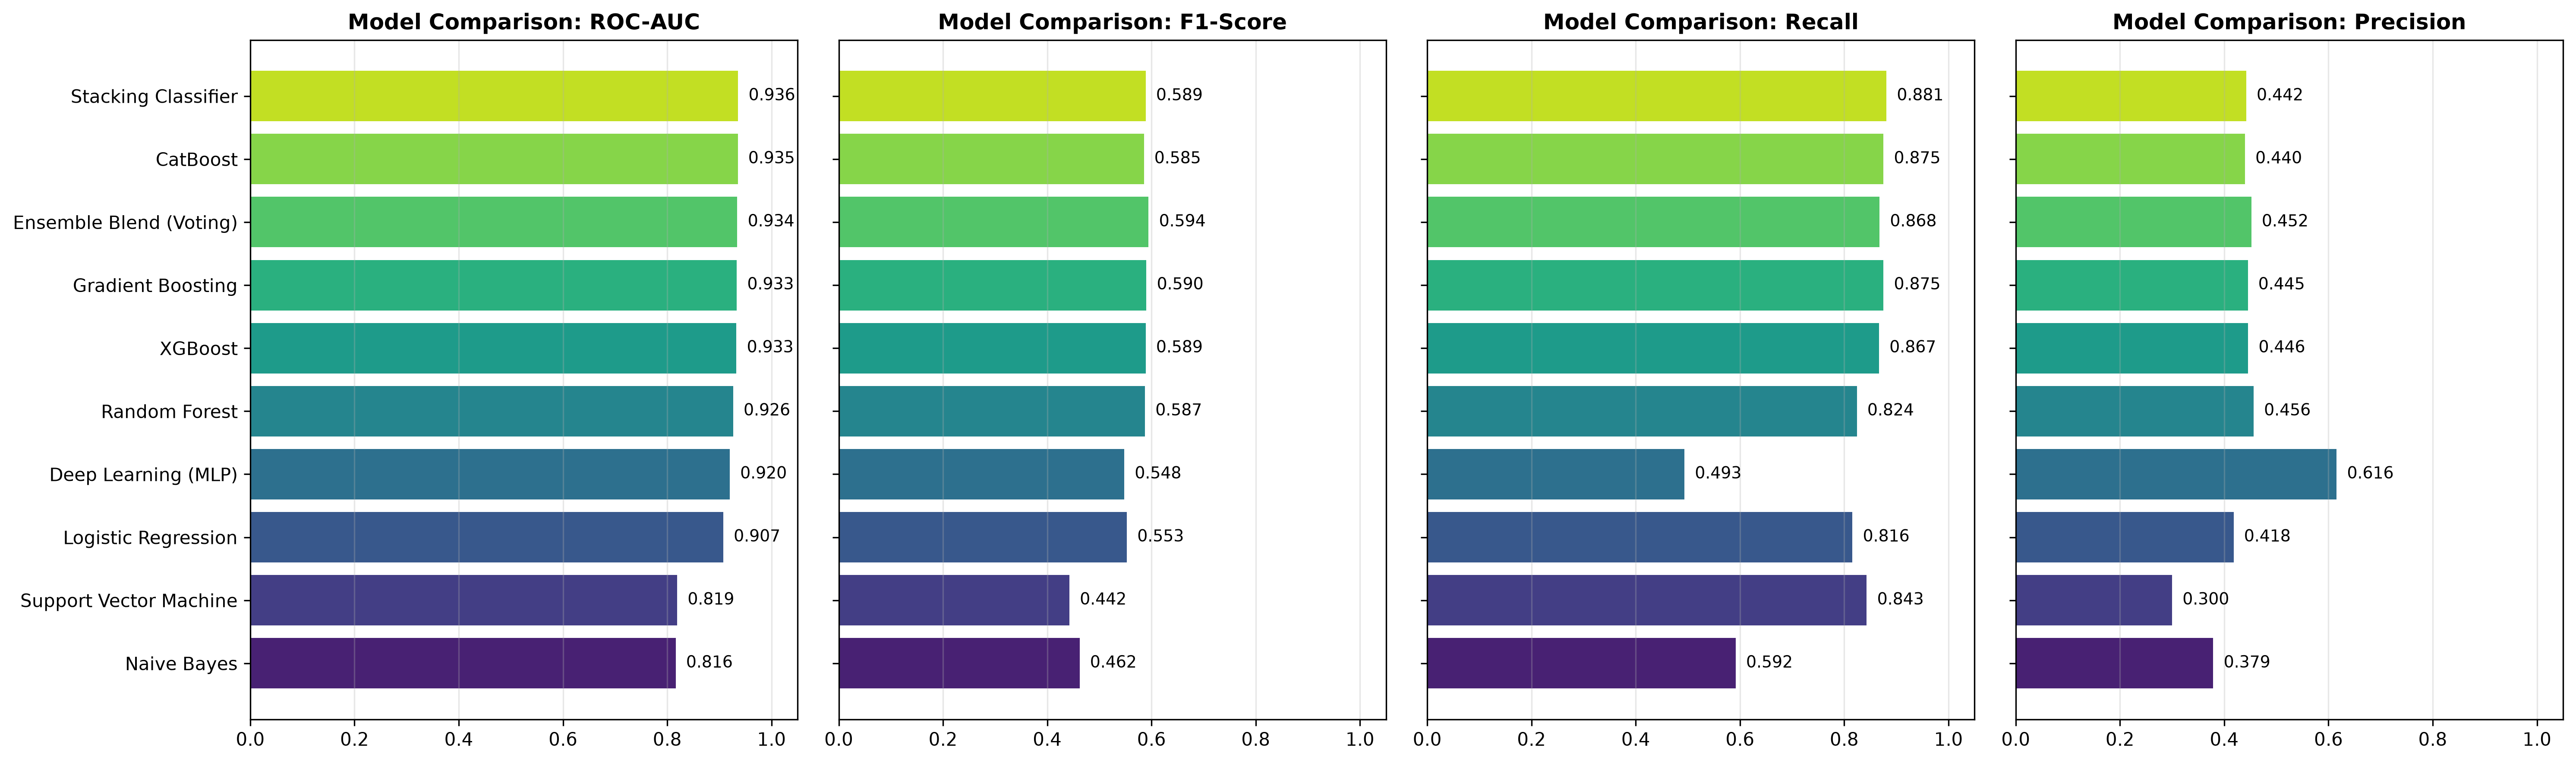 Model Comparison: ROC-AUC
Model Comparison: F1-Score
Model Comparison: Recall
Model Comparison: Precision
Stacking Classifier 0.936 0.589 0.881 0.442
CatBoost 0.935 0.585 0.875 0.440
Ensemble Blend (Voting) 0.934 0.594 0.868 0.452
Gradient Boosting 0.933 0.590 0.875 0.445
XGBoost 0.933 0.589 0.867 0.446
Random Forest 0.926 0.587 0.824 0.456
Deep Learning (MLP) 0.920 0.548 0.493 0.616
Logistic Regression 0.907 0.553 0.816 0.418
Support Vector Machine 0.819 0.442 0.843 0.300
Naive Bayes 0.816 0.462 0.592 0.379
0.0 0.2 0.4 0.6 0.8 1.0
0.0 0.2 0.4 0.6 0.8 1.0
0.0 0.2 0.4 0.6 0.8 1.0
0.0 0.2 0.4 0.6 0.8 1.0